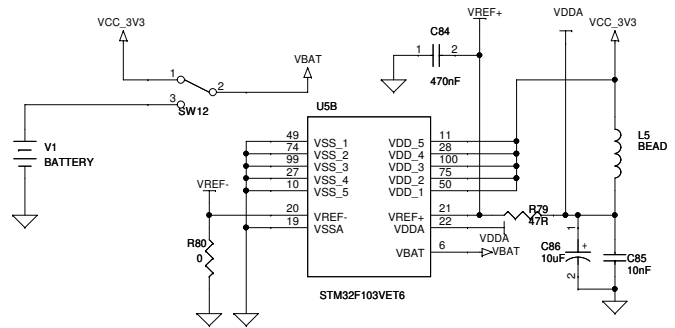 VREF+
VDDA
VCC_3V3
VCC_3V3
C84
1
2
470nF
VBAT
1
2
3
SW12
U5B
V1
BATTERY
L5
BEAD
49
VSS_1
VDD_5
11
74
VSS_2
VDD_4
28
99
VSS_3
VDD_3
100
27
VSS_4
VDD_2
75
10
VSS_5
VDD_1
50
VREF-
20
VREF-
VREF+
21
R79
47R
19
VSSA
VDDA
22
VDDA
R80
0
VBAT
6
VBAT
C86
10uF
1
+
2
C85
10nF
STM32F103VET6